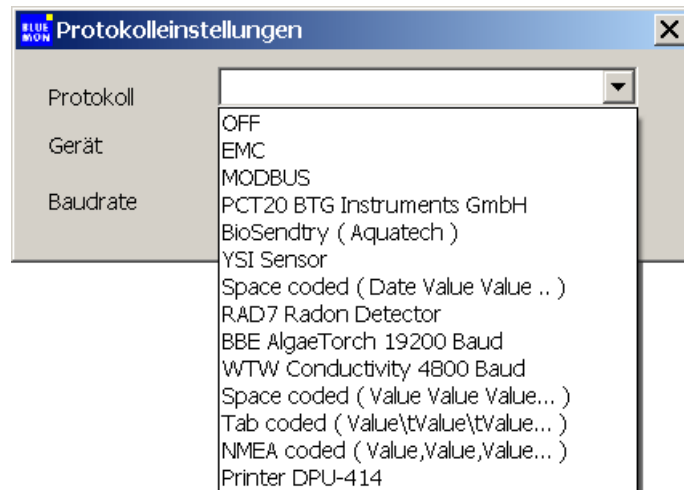 BLUE MON Protokolleinstellungen
Protokoll
Gerät
Baudrate
OFF
EMC
MODBUS
PCT20 BTG Instruments GmbH
BioSendtry ( Aquatech )
YSI Sensor
Space coded ( Date Value Value .. )
RAD7 Radon Detector
BBE AlgaeTorch 19200 Baud
WTW Conductivity 4800 Baud
Space coded ( Value Value Value... )
Tab coded ( Value\tValue\tValue... )
NMEA coded ( Value,Value,Value... )
Printer DPU-414